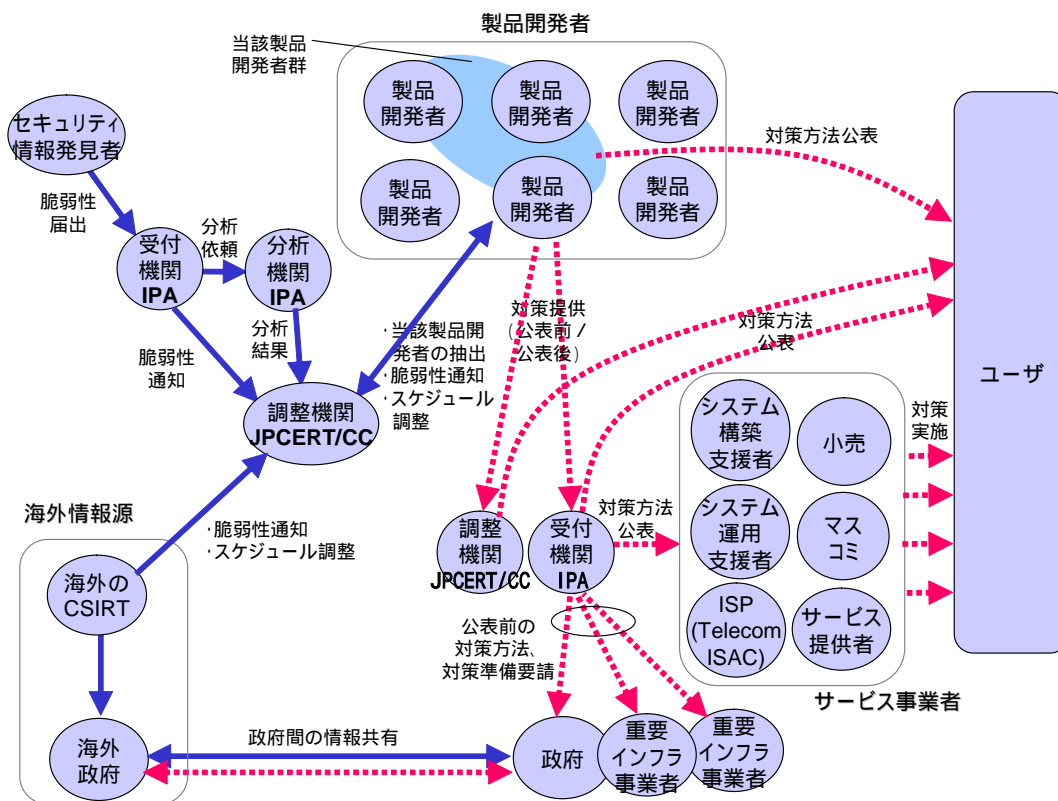 製品開発者
当該製品
開発者群
製品
開発者
製品
開発者
製品
開発者
製品
開発者
製品
開発者
製品
開発者
セキュリティ
情報発見者
脆弱性
届出
受付
機関
IPA
分析
依頼
分析
機関
IPA
脆弱性
通知
分析
結果
調整機関
JPCERT/CC
・当該製品開
発者の抽出
・脆弱性通知
・スケジュール
調整
対策提供
(公表前/
公表後)
対策方法公表
対策方法
公表
ユーザ
海外情報源
・脆弱性通知
・スケジュール調整
海外の
CSIRT
海外
政府
調整
機関
JPCERT/CC
受付
機関
IPA
対策方法
公表
システム
構築
支援者
小売
システム
運用
支援者
マス
コミ
ISP
(Telecom
ISAC)
サービス
提供者
サービス事業者
対策
実施
公表前の
対策方法、
対策準備要請
政府間の情報共有
政府
重要
インフラ
事業者
重要
インフラ
事業者